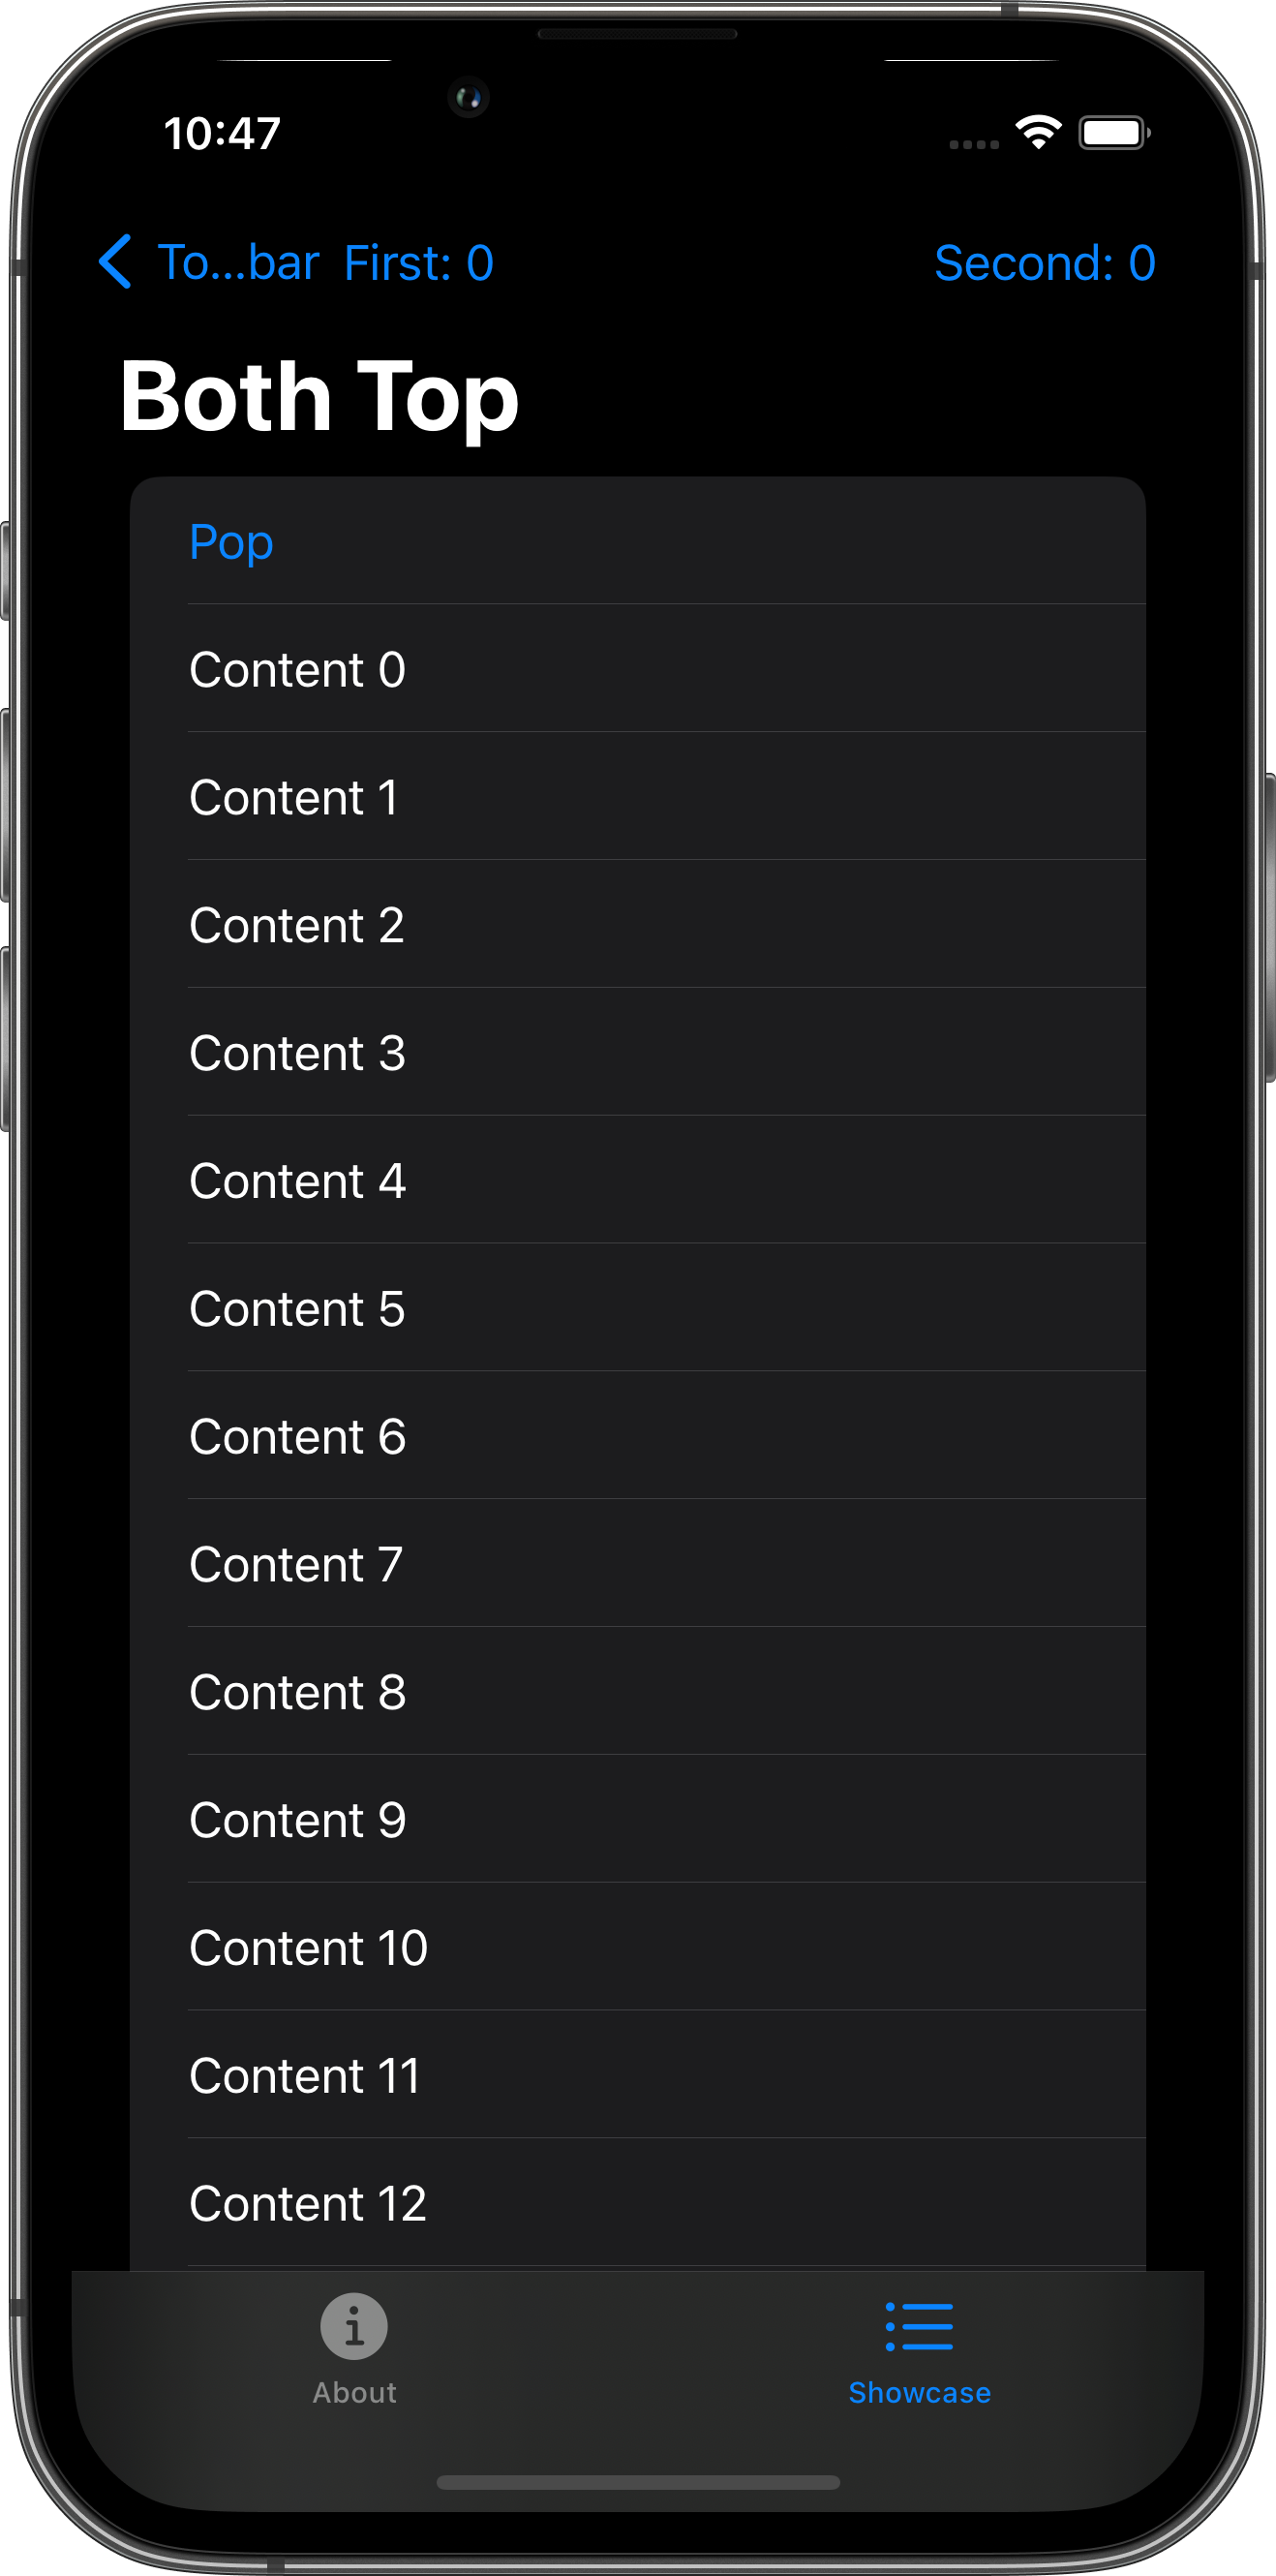 10:47
To...bar First: 0 Second: 0
Both Top
Pop
Content 0
Content 1
Content 2
Content 3
Content 4
Content 5
Content 6
Content 7
Content 8
Content 9
Content 10
Content 11
Content 12
About Showcase